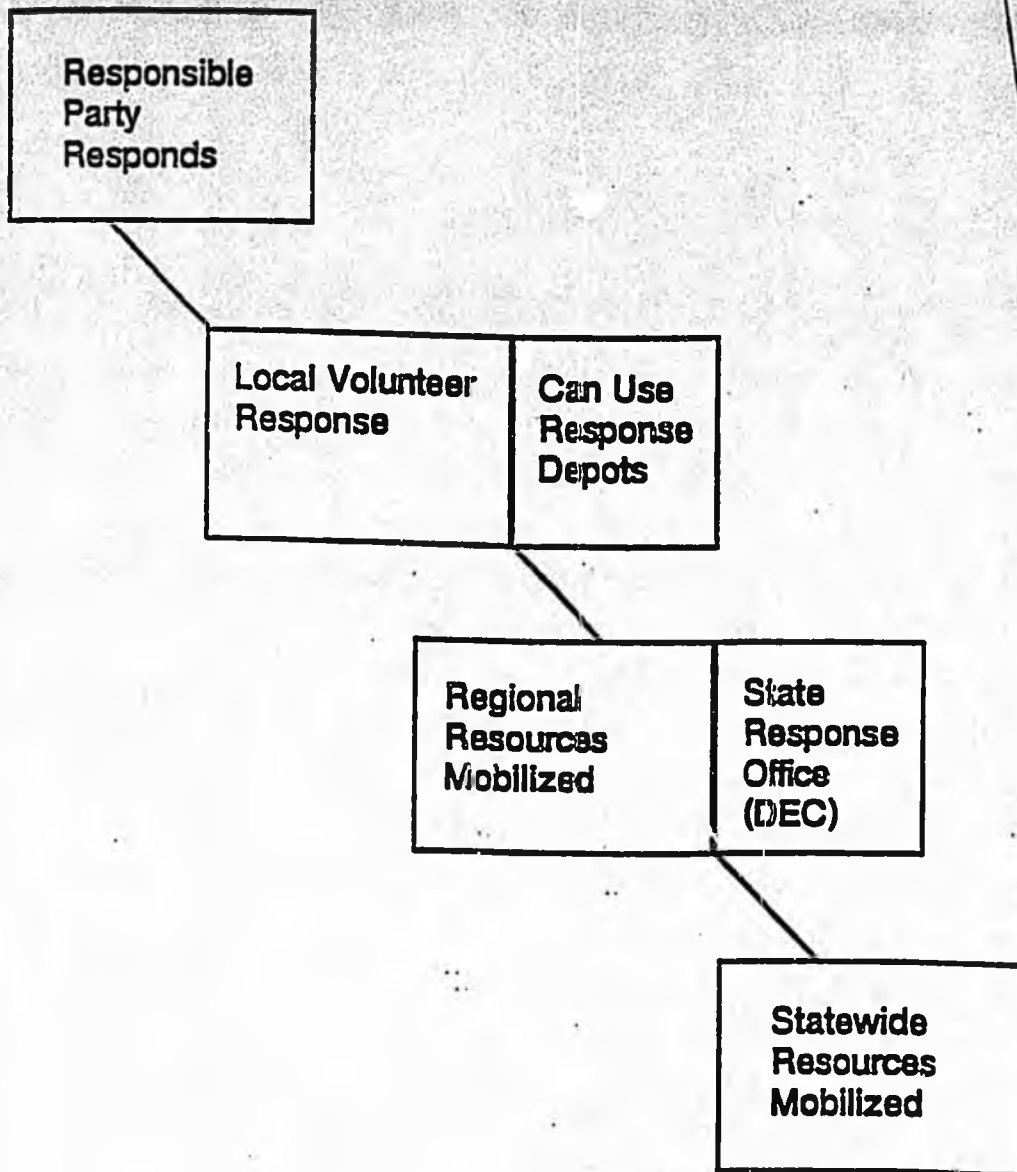 Responsible
Party
Responds
Local Volunteer
Response
Can Use
Response
Depots
Regional
Resources
Mobilized
State
Response
Office
(DEC)
Statewide
Resources
Mobilized